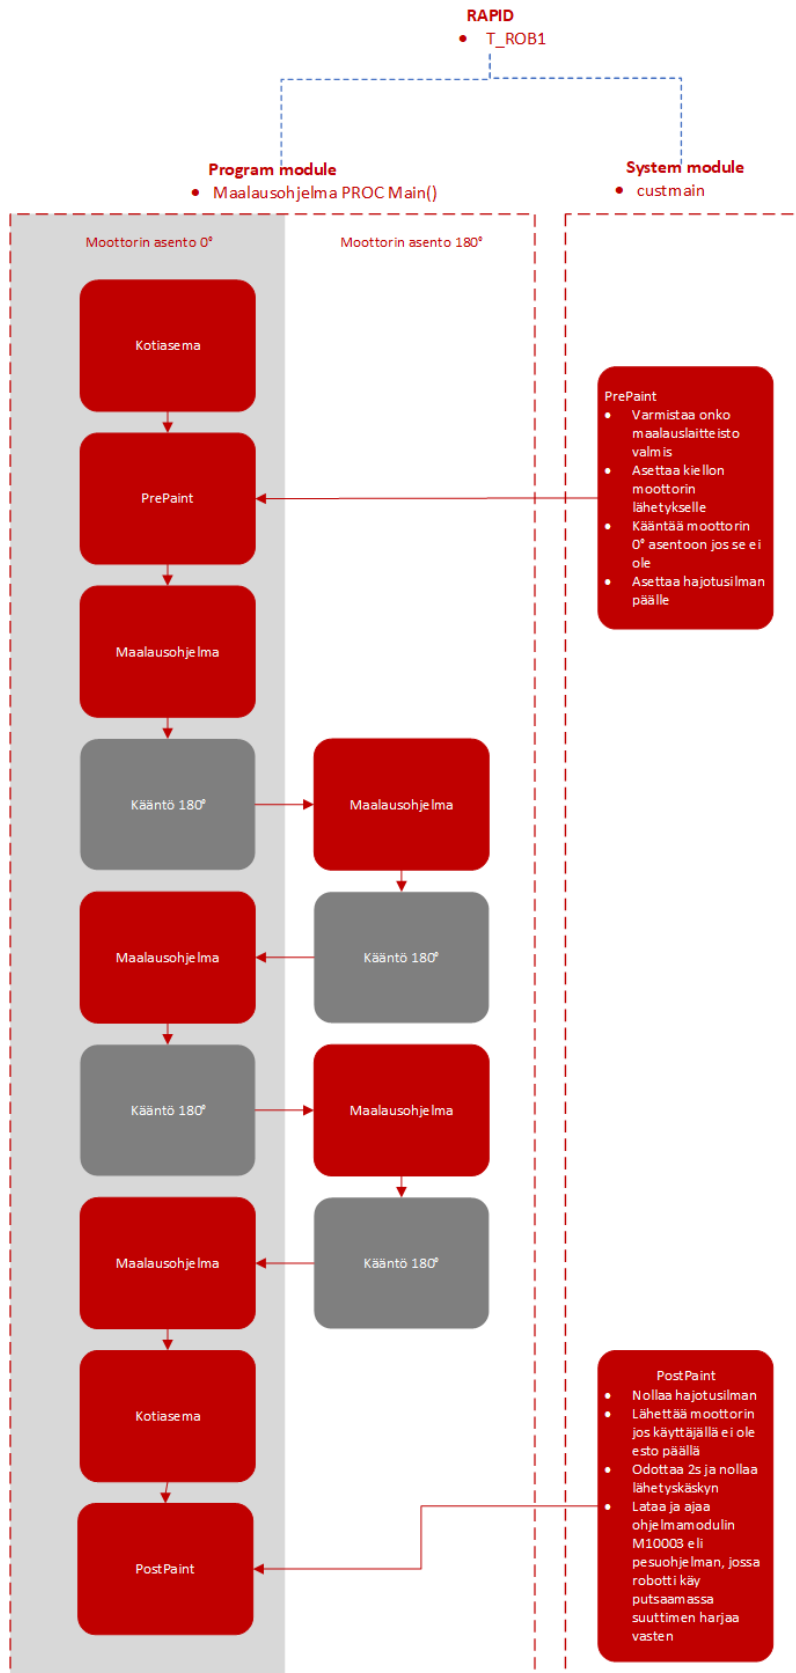 RAPID
• T_ROB1
Program module
• Maalausohjelma PROC Main()
System module
• custmain
Moottorin asento 0°
Moottorin asento 180°
Kotiasema
PrePaint
• Varmistaa onko
maalauslaitteisto
valmis
• Asettaa kiellon
moottorin
lähetykselle
• Kääntää moottorin
0° asentoon jos se ei
ole
• Asettaa hajotusilman
päälle
PrePaint
Maalausohjelma
Kääntö 180°
Maalausohjelma
Maalausohjelma
Kääntö 180°
Kääntö 180°
Maalausohjelma
Maalausohjelma
Kääntö 180°
Kotiasema
PostPaint
• Nollaa hajotusilman
• Lähettää moottorin
jos käyttäjällä ei ole
esto päällä
• Odottaa 2s ja nollaa
lähetyskäskyn
• Lataa ja ajaa
ohjelmamodulin
M10003 eli
pesuohjelman, jossa
robotti käy
putsaamassa
suuttimen harjaa
vasten
PostPaint